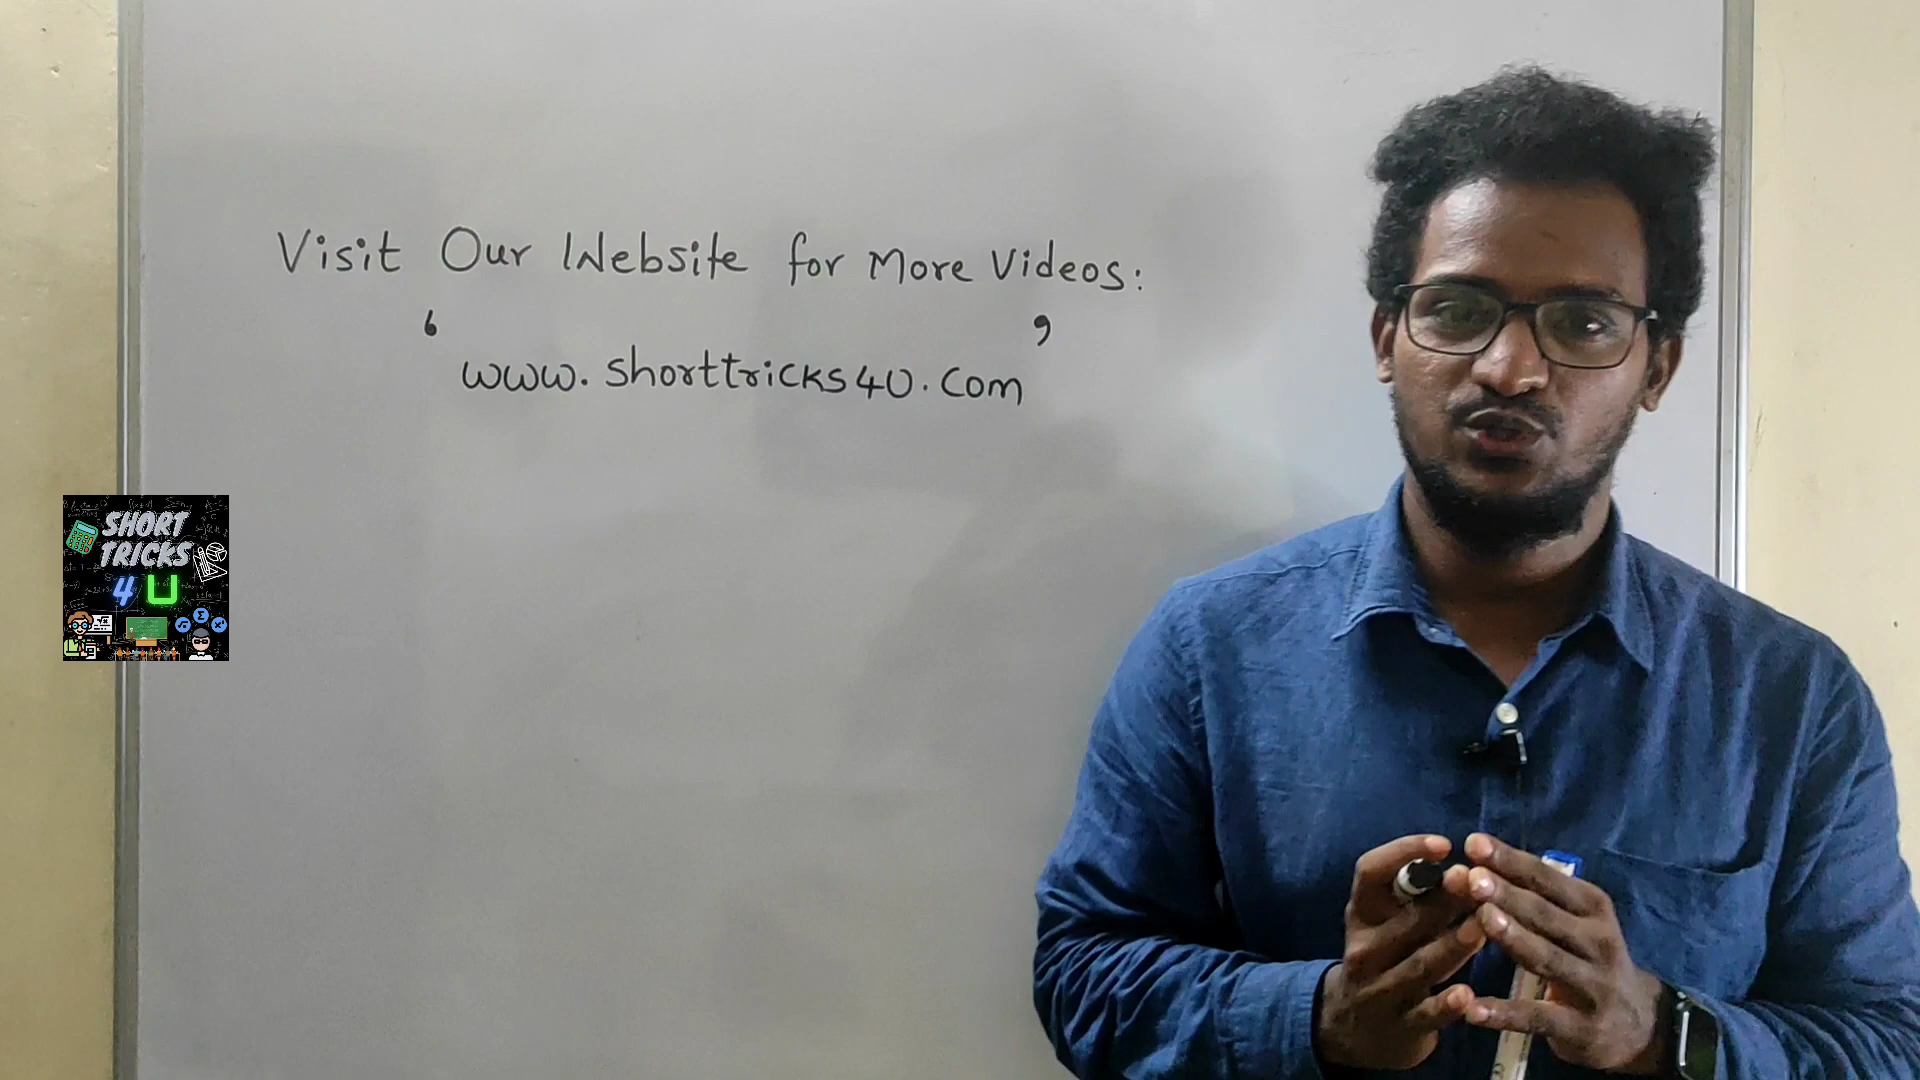 Visit Our Website for More Videos:
‘ ’
www.shorttricks4U.com
SHORT
TRICKS
4 U